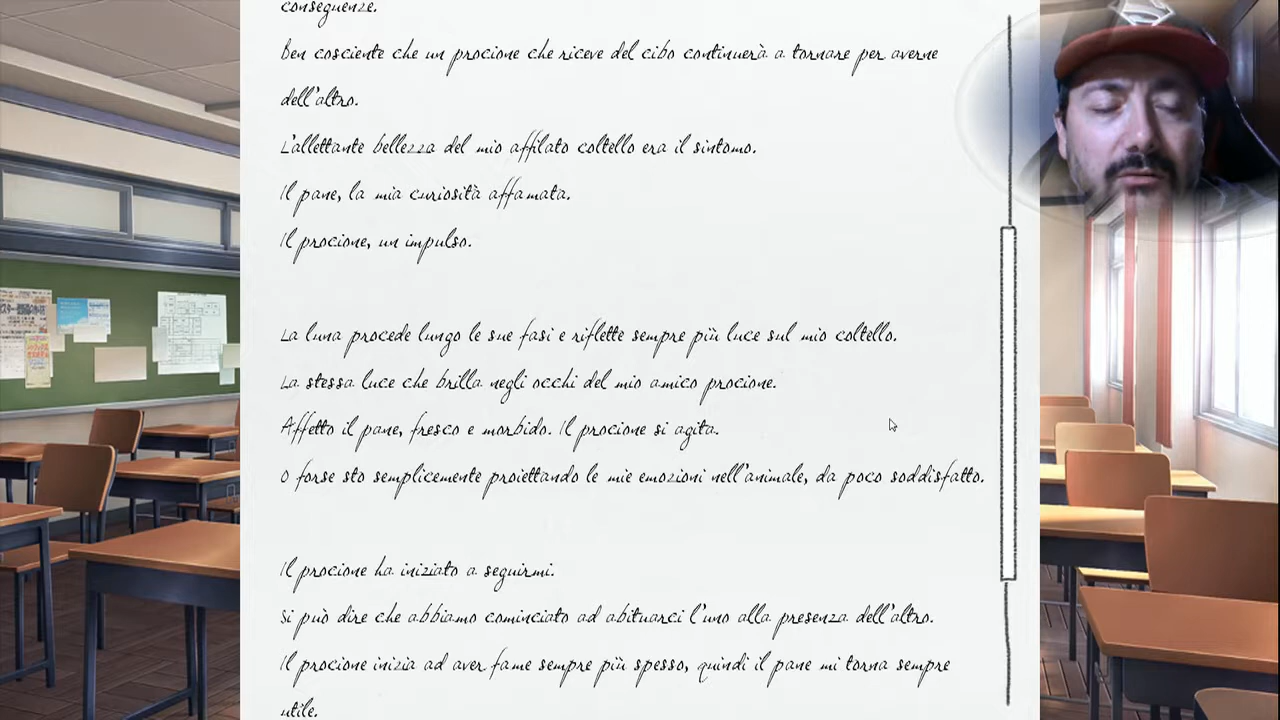 conseguenze.
Ben cosciente che un procione che riceve del cibo continuerà a tornare per averne
dell'altro.
L'allettante bellezza del mio affilato coltello era il sintomo.
Il pane, la mia curiosità affamata.
Il procione, un impulso.
La luna procede lungo le sue fasi e riflette sempre più luce sul mio coltello.
La stessa luce che brilla negli occhi del mio amico procione.
Affetto il pane, fresco e morbido. Il procione si agita.
O forse sto semplicemente proiettando le mie emozioni nell'animale, da poco soddisfatto.
Il procione ha iniziato a seguirmi.
Si può dire che abbiamo cominciato ad abituarci l'uno alla presenza dell'altro.
Il procione inizia ad aver fame sempre più spesso, quindi il pane mi torna sempre
utile.